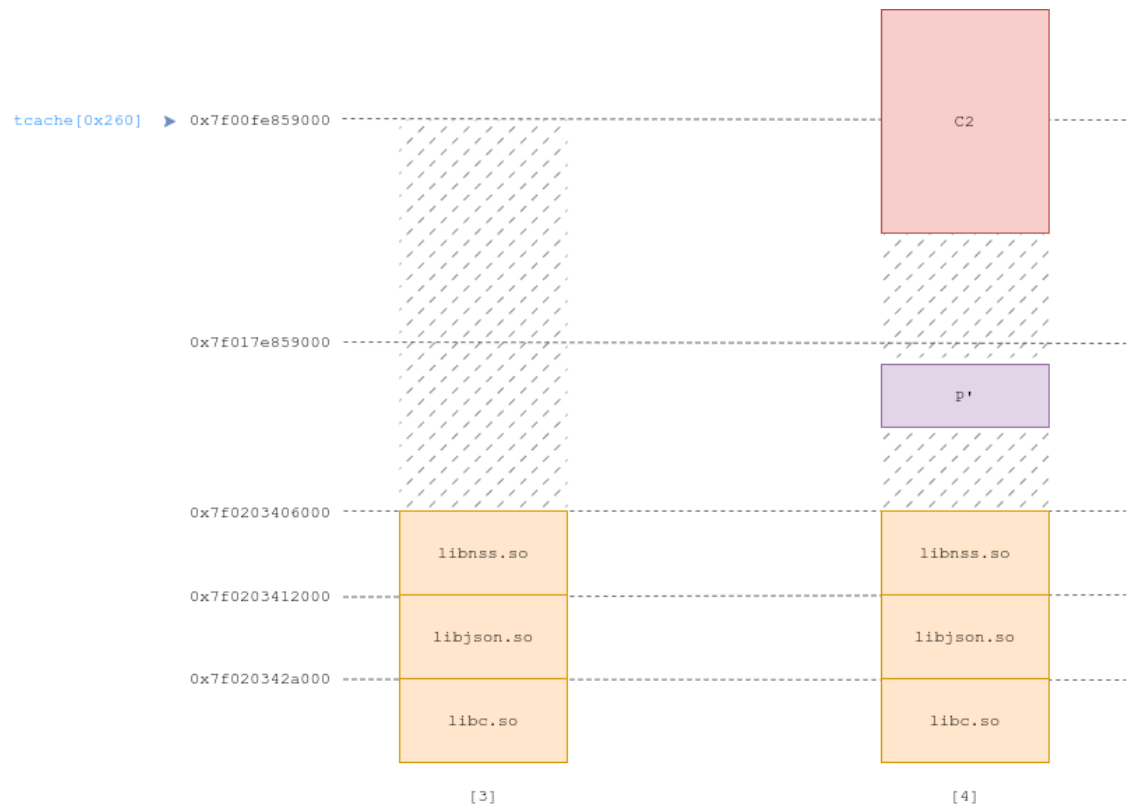 C2
tcache[0x260] ➤ 0x7f00fe859000
0x7f017e859000
P'
0x7f0203406000
libnss.so libnss.so
0x7f0203412000
libjson.so libjson.so
0x7f020342a000
libc.so libc.so
[3] [4]